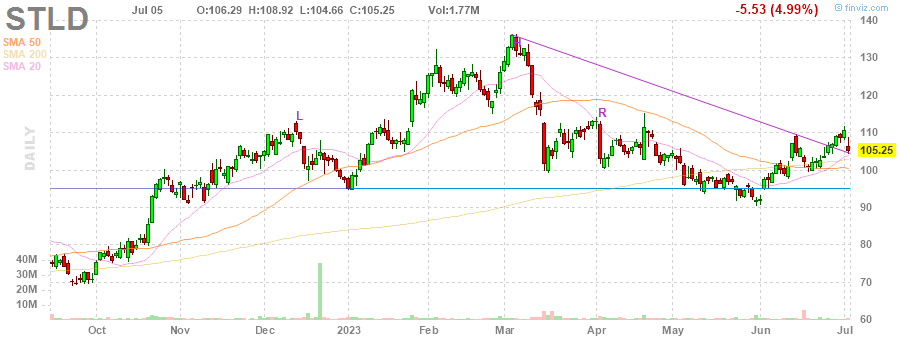 STLD
Jul 05 O:106.29 H:108.92 L:104.66 C:105.25 Vol:1.77M
-5.53 (4.99%)
finviz.com
SMA 50
SMA 200
SMA 20
DAILY
140
130
120
110
105.25
100
90
80
70
60
40M
30M
20M
10M
L
H
R
Oct Nov Dec 2023 Feb Mar Apr May Jun Jul